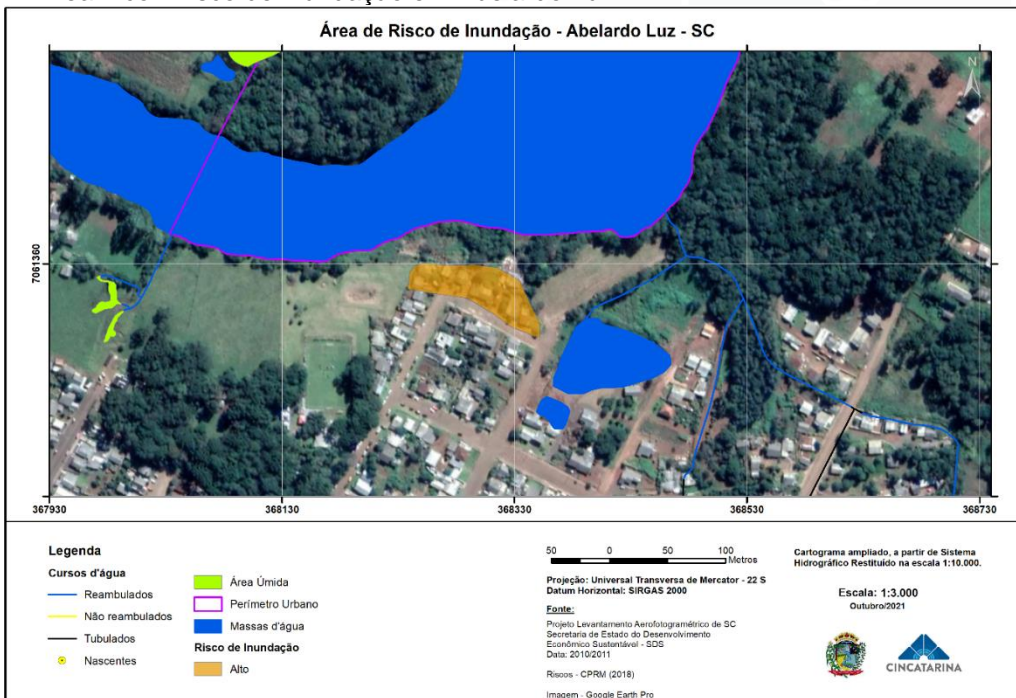 Área de Risco de Inundação - Abelardo Luz - SC
N
7061360
7061360
367930
368130
368330
368530
368730
Legenda
Cursos d'água
Reambulados
Não reambulados
Tubulados
Nascentes
Área Úmida
Perímetro Urbano
Massas d'água
Risco de Inundação
Alto
50 0 50 100
Metros
Projeção: Universal Transversa de Mercator - 22 S
Datum Horizontal: SIRGAS 2000
Fonte:
Projeto Levantamento Aerofotogramétrico de SC
Secretaria de Estado do Desenvolvimento
Econômico Sustentável - SDS
Data: 2010/2011
Riscos - CPRM (2018)
Imagem - Google Earth Pro
Cartograma ampliado, a partir de Sistema
Hidrográfico Restituído na escala 1:10.000.
Escala: 1:3.000
Outubro/2021
CINCATARINA